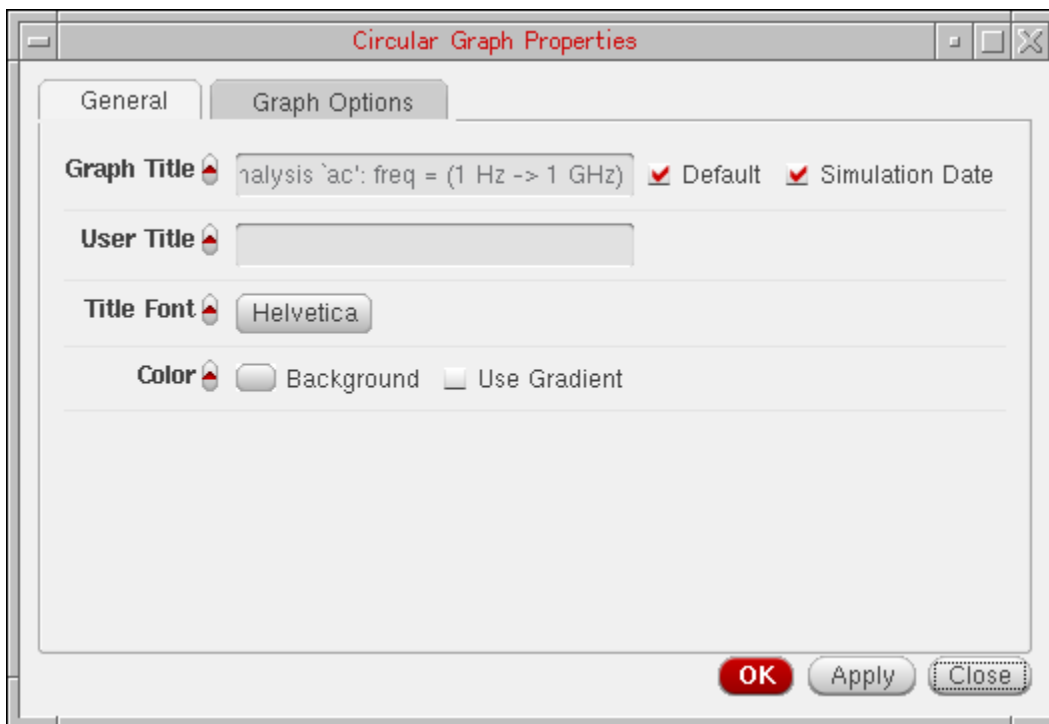 Circular Graph Properties
General Graph Options
Graph Title nalysis `ac': freq = (1 Hz -> 1 GHz) Default Simulation Date
User Title
Title Font Helvetica
Color Background Use Gradient
OK Apply Close